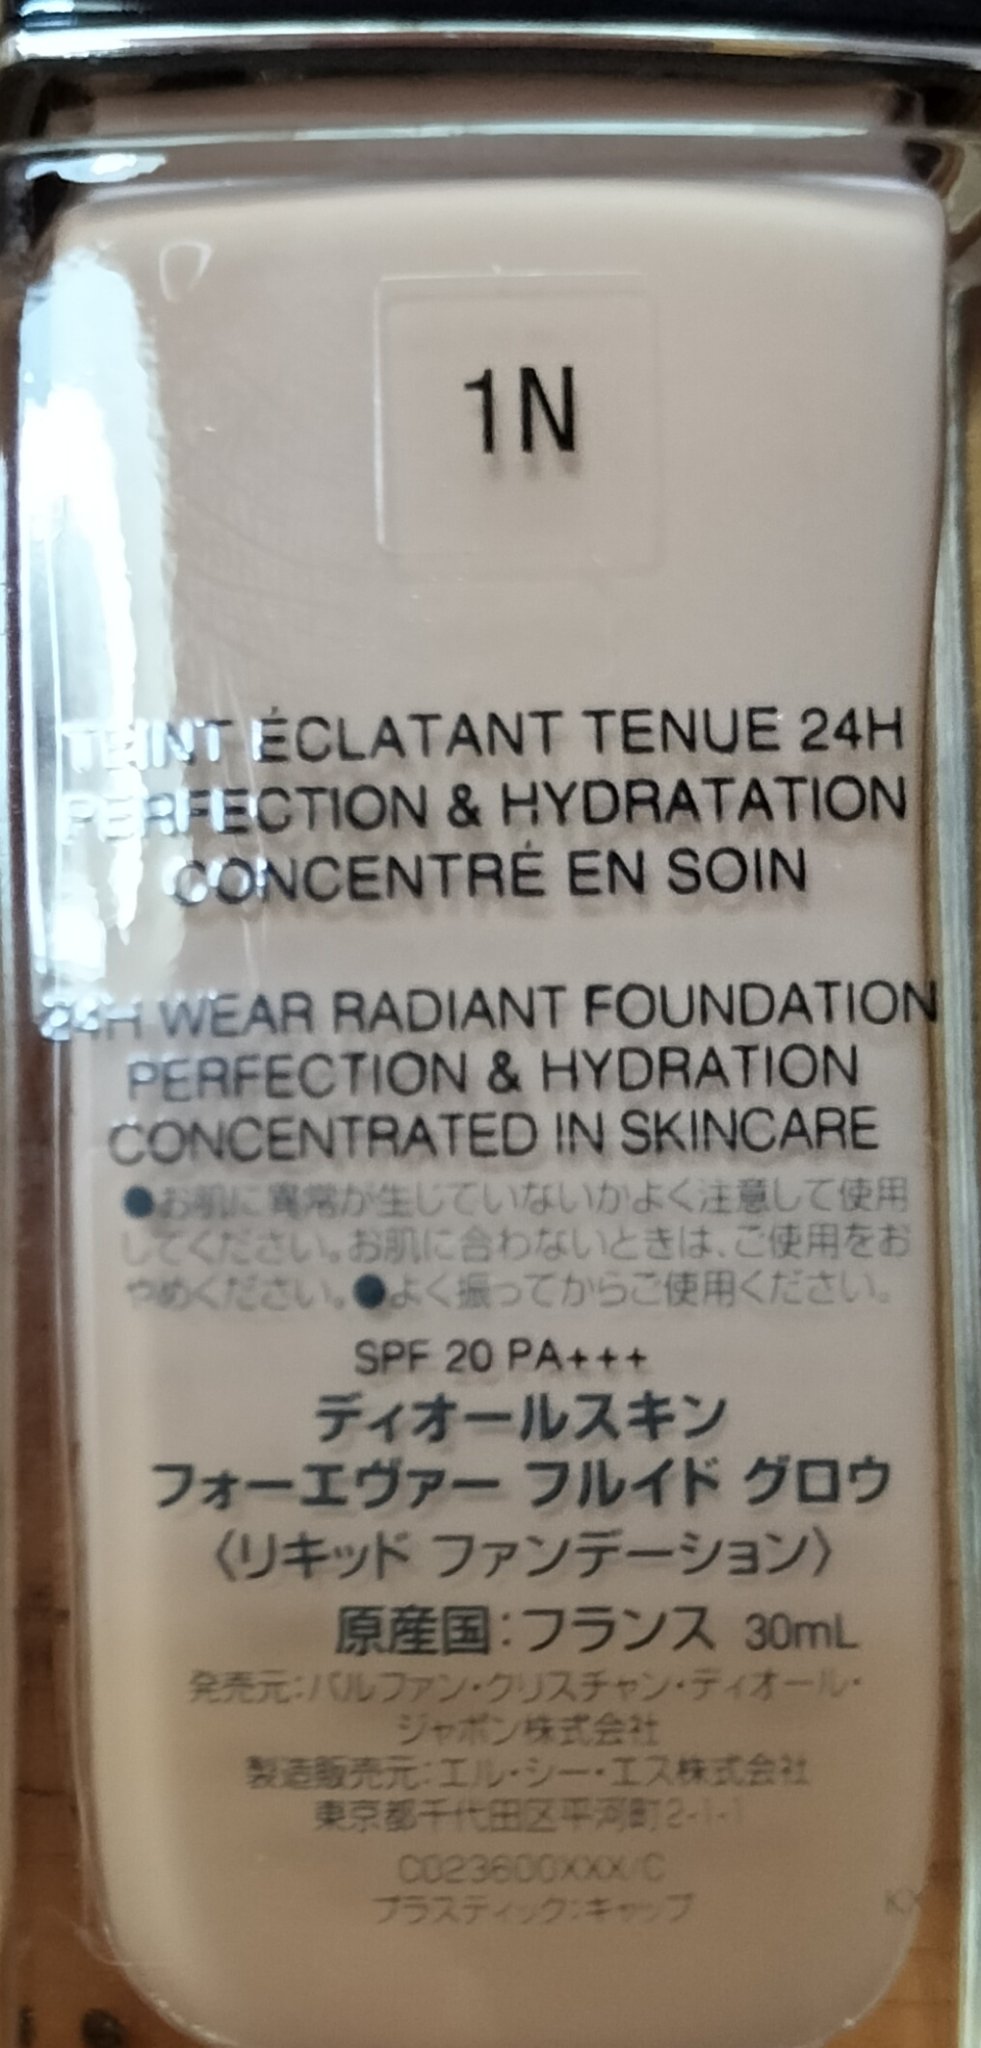 1N
TEINT ÉCLATANT TENUE 24H
PERFECTION & HYDRATATION
CONCENTRÉ EN SOIN
24H WEAR RADIANT FOUNDATION
PERFECTION & HYDRATION
CONCENTRATED IN SKINCARE
●お肌に異常が生じていないかよく注意して使用
してください。お肌に合わないときは、ご使用をお
やめください。●よく振ってからご使用ください。
SPF 20 PA+++
ディオールスキン
フォーエヴァー フルイド グロウ
〈リキッド ファンデーション〉
原産国:フランス 30mL
発売元:パルファン・クリスチャン・ディオール・
ジャポン株式会社
製造販売元:エル・シー・エス株式会社
東京都千代田区平河町2-1-1
C023600XXX/C
プラスティック:キャップ